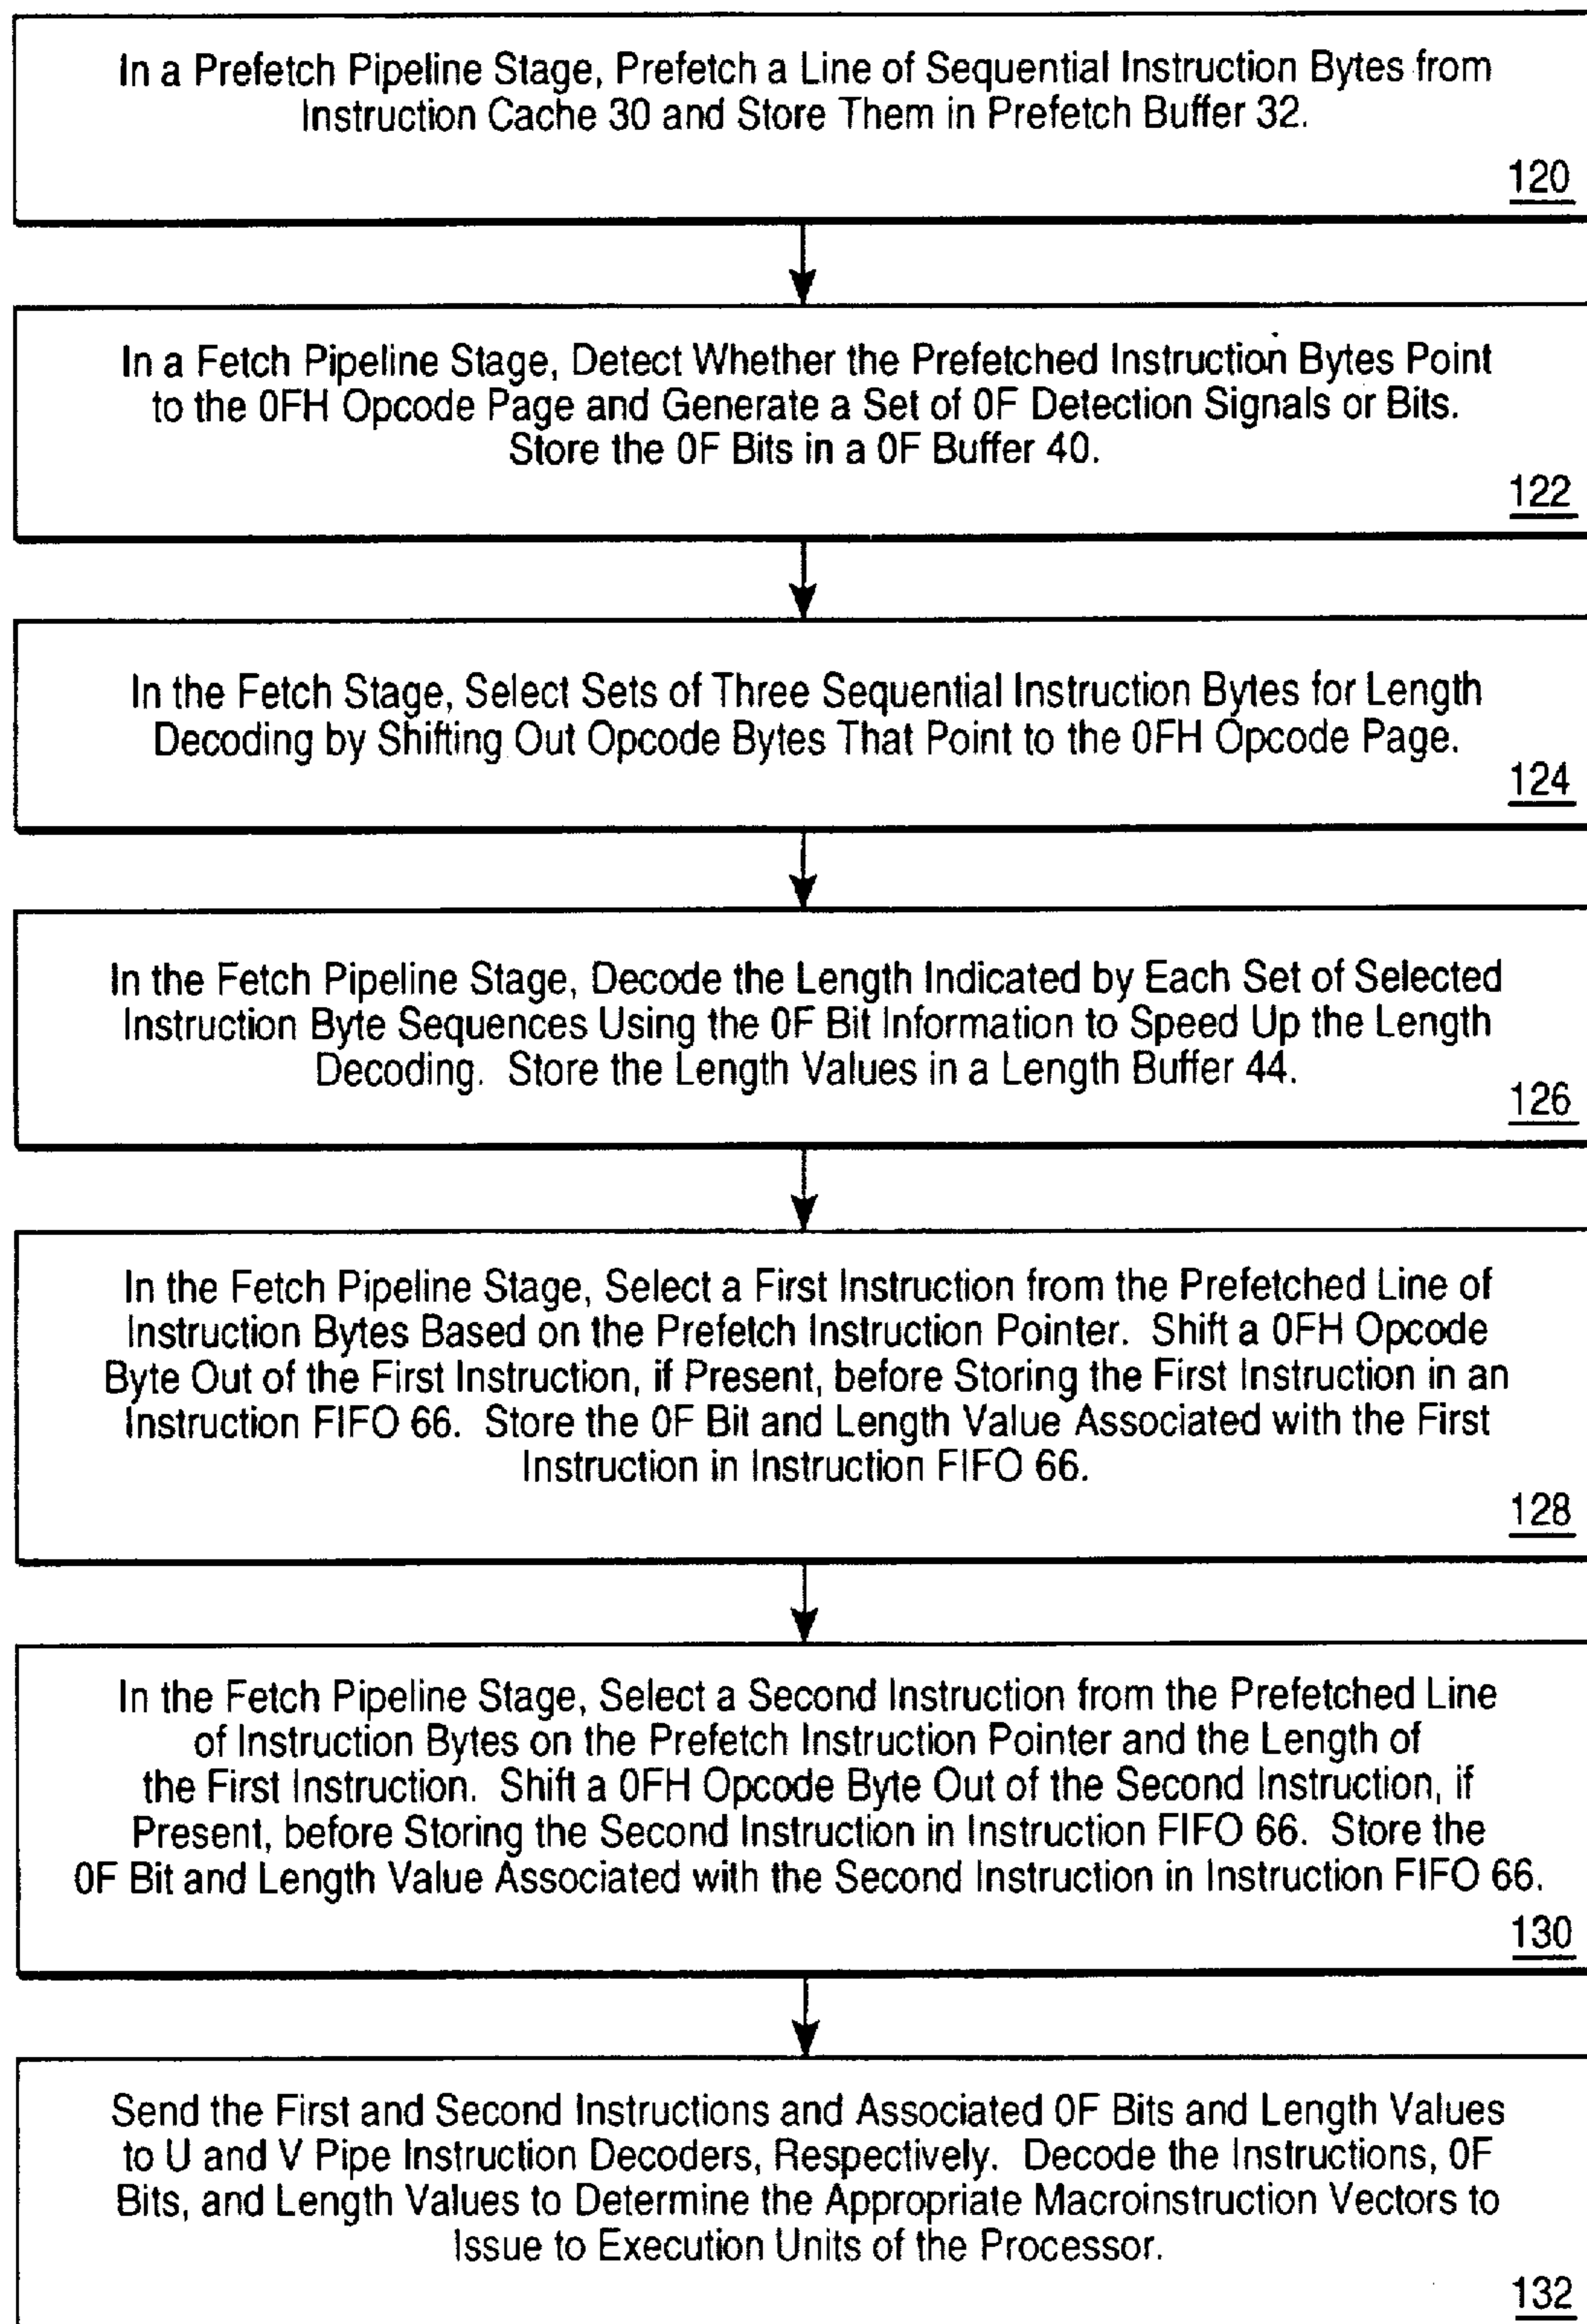 In a Prefetch Pipeline Stage, Prefetch a Line of Sequential Instruction Bytes from
Instruction Cache 30 and Store Them in Prefetch Buffer 32.
120
In a Fetch Pipeline Stage, Detect Whether the Prefetched Instruction Bytes Point
to the 0FH Opcode Page and Generate a Set of 0F Detection Signals or Bits.
Store the 0F Bits in a 0F Buffer 40.
122
In the Fetch Stage, Select Sets of Three Sequential Instruction Bytes for Length
Decoding by Shifting Out Opcode Bytes That Point to the 0FH Opcode Page.
124
In the Fetch Pipeline Stage, Decode the Length Indicated by Each Set of Selected
Instruction Byte Sequences Using the 0F Bit Information to Speed Up the Length
Decoding. Store the Length Values in a Length Buffer 44.
126
In the Fetch Pipeline Stage, Select a First Instruction from the Prefetched Line of
Instruction Bytes Based on the Prefetch Instruction Pointer. Shift a 0FH Opcode
Byte Out of the First Instruction, if Present, before Storing the First Instruction in an
Instruction FIFO 66. Store the 0F Bit and Length Value Associated with the First
Instruction in Instruction FIFO 66.
128
In the Fetch Pipeline Stage, Select a Second Instruction from the Prefetched Line
of Instruction Bytes on the Prefetch Instruction Pointer and the Length of
the First Instruction. Shift a 0FH Opcode Byte Out of the Second Instruction, if
Present, before Storing the Second Instruction in Instruction FIFO 66. Store the
0F Bit and Length Value Associated with the Second Instruction in Instruction FIFO 66.
130
Send the First and Second Instructions and Associated 0F Bits and Length Values
to U and V Pipe Instruction Decoders, Respectively. Decode the Instructions, 0F
Bits, and Length Values to Determine the Appropriate Macroinstruction Vectors to
Issue to Execution Units of the Processor.
132